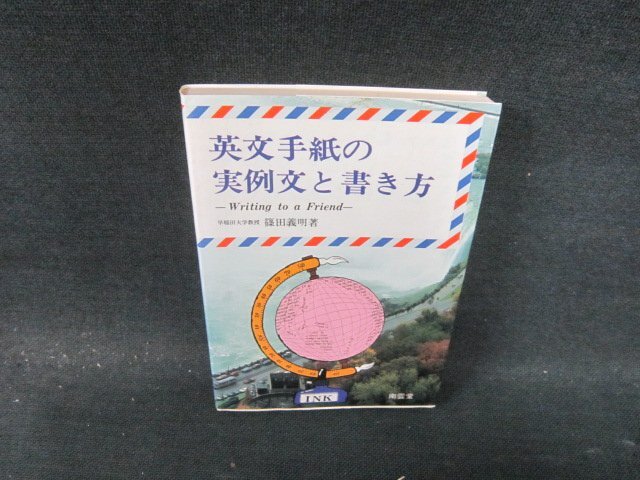 英文手紙の
実例文と書き方
—Writing to a Friend—
早稲田大学教授 篠田義明著
INK
南雲堂